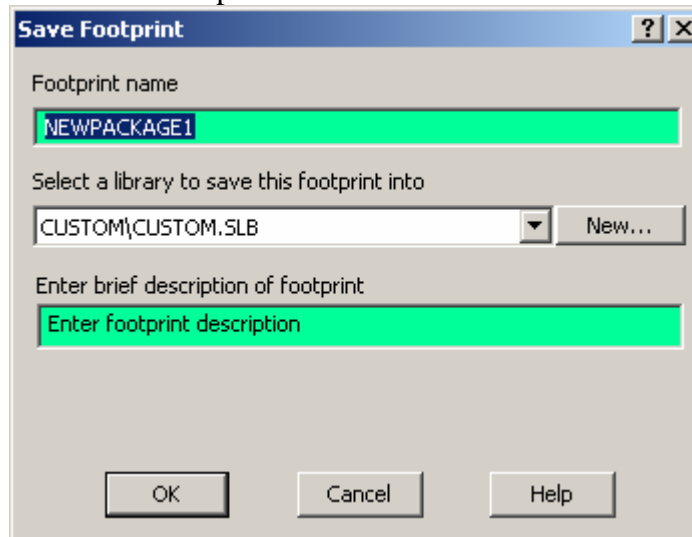 Save Footprint
Footprint name
NEWPACKAGE1
Select a library to save this footprint into
CUSTOM\CUSTOM.SLB
New...
Enter brief description of footprint
Enter footprint description
OK Cancel Help